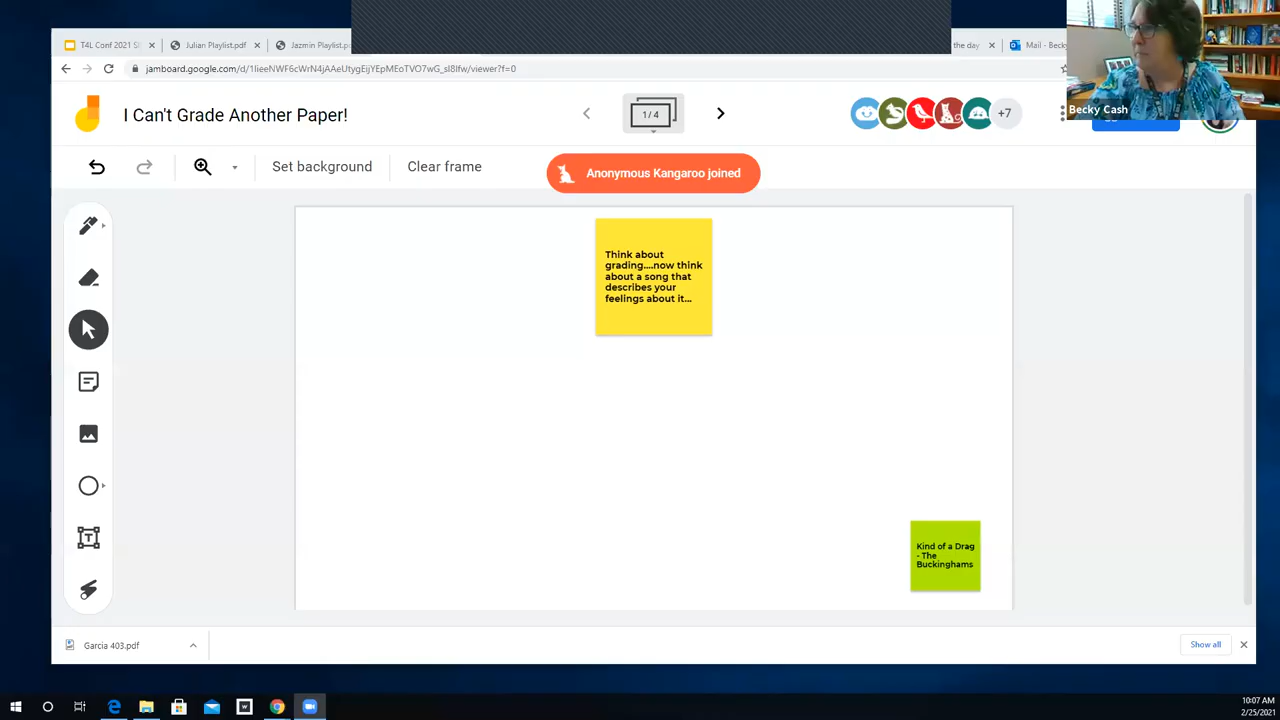 T4L Conf 2021
Julian Playlist.pdf
Jazmin
the day
Mail -
jamboard.google.com/d/1lieeNWF6cWrN4jAAeUtygEijYEpMEoTVO7wG_sl8lfw/viewer?f=0
I Can't Grade Another Paper!
1/4
+7
Becky Cash
Set background
Clear frame
Anonymous Kangaroo joined
Think about
grading....now think
about a song that
describes your
feelings about it...
Kind of a Drag
- The
Buckinghams
Garcia 403.pdf
Show all
10:07 AM
2/25/2021